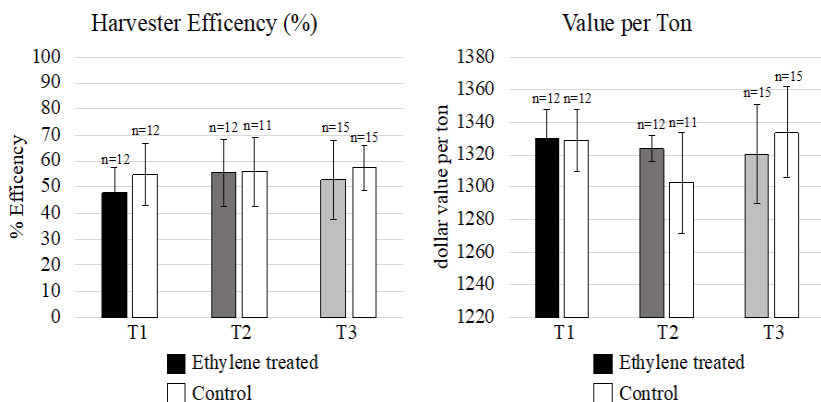 Harvester Efficency (%)
% Efficency
100
90
80
70
60
50
40
30
20
10
0
n=12
n=12
n=12
n=11
n=15
n=15
T1
T2
T3
Ethylene treated
Control
Value per Ton
dollar value per ton
1380
1360
1340
1320
1300
1280
1260
1240
1220
n=12
n=12
n=12
n=11
n=15
n=15
T1
T2
T3
Ethylene treated
Control